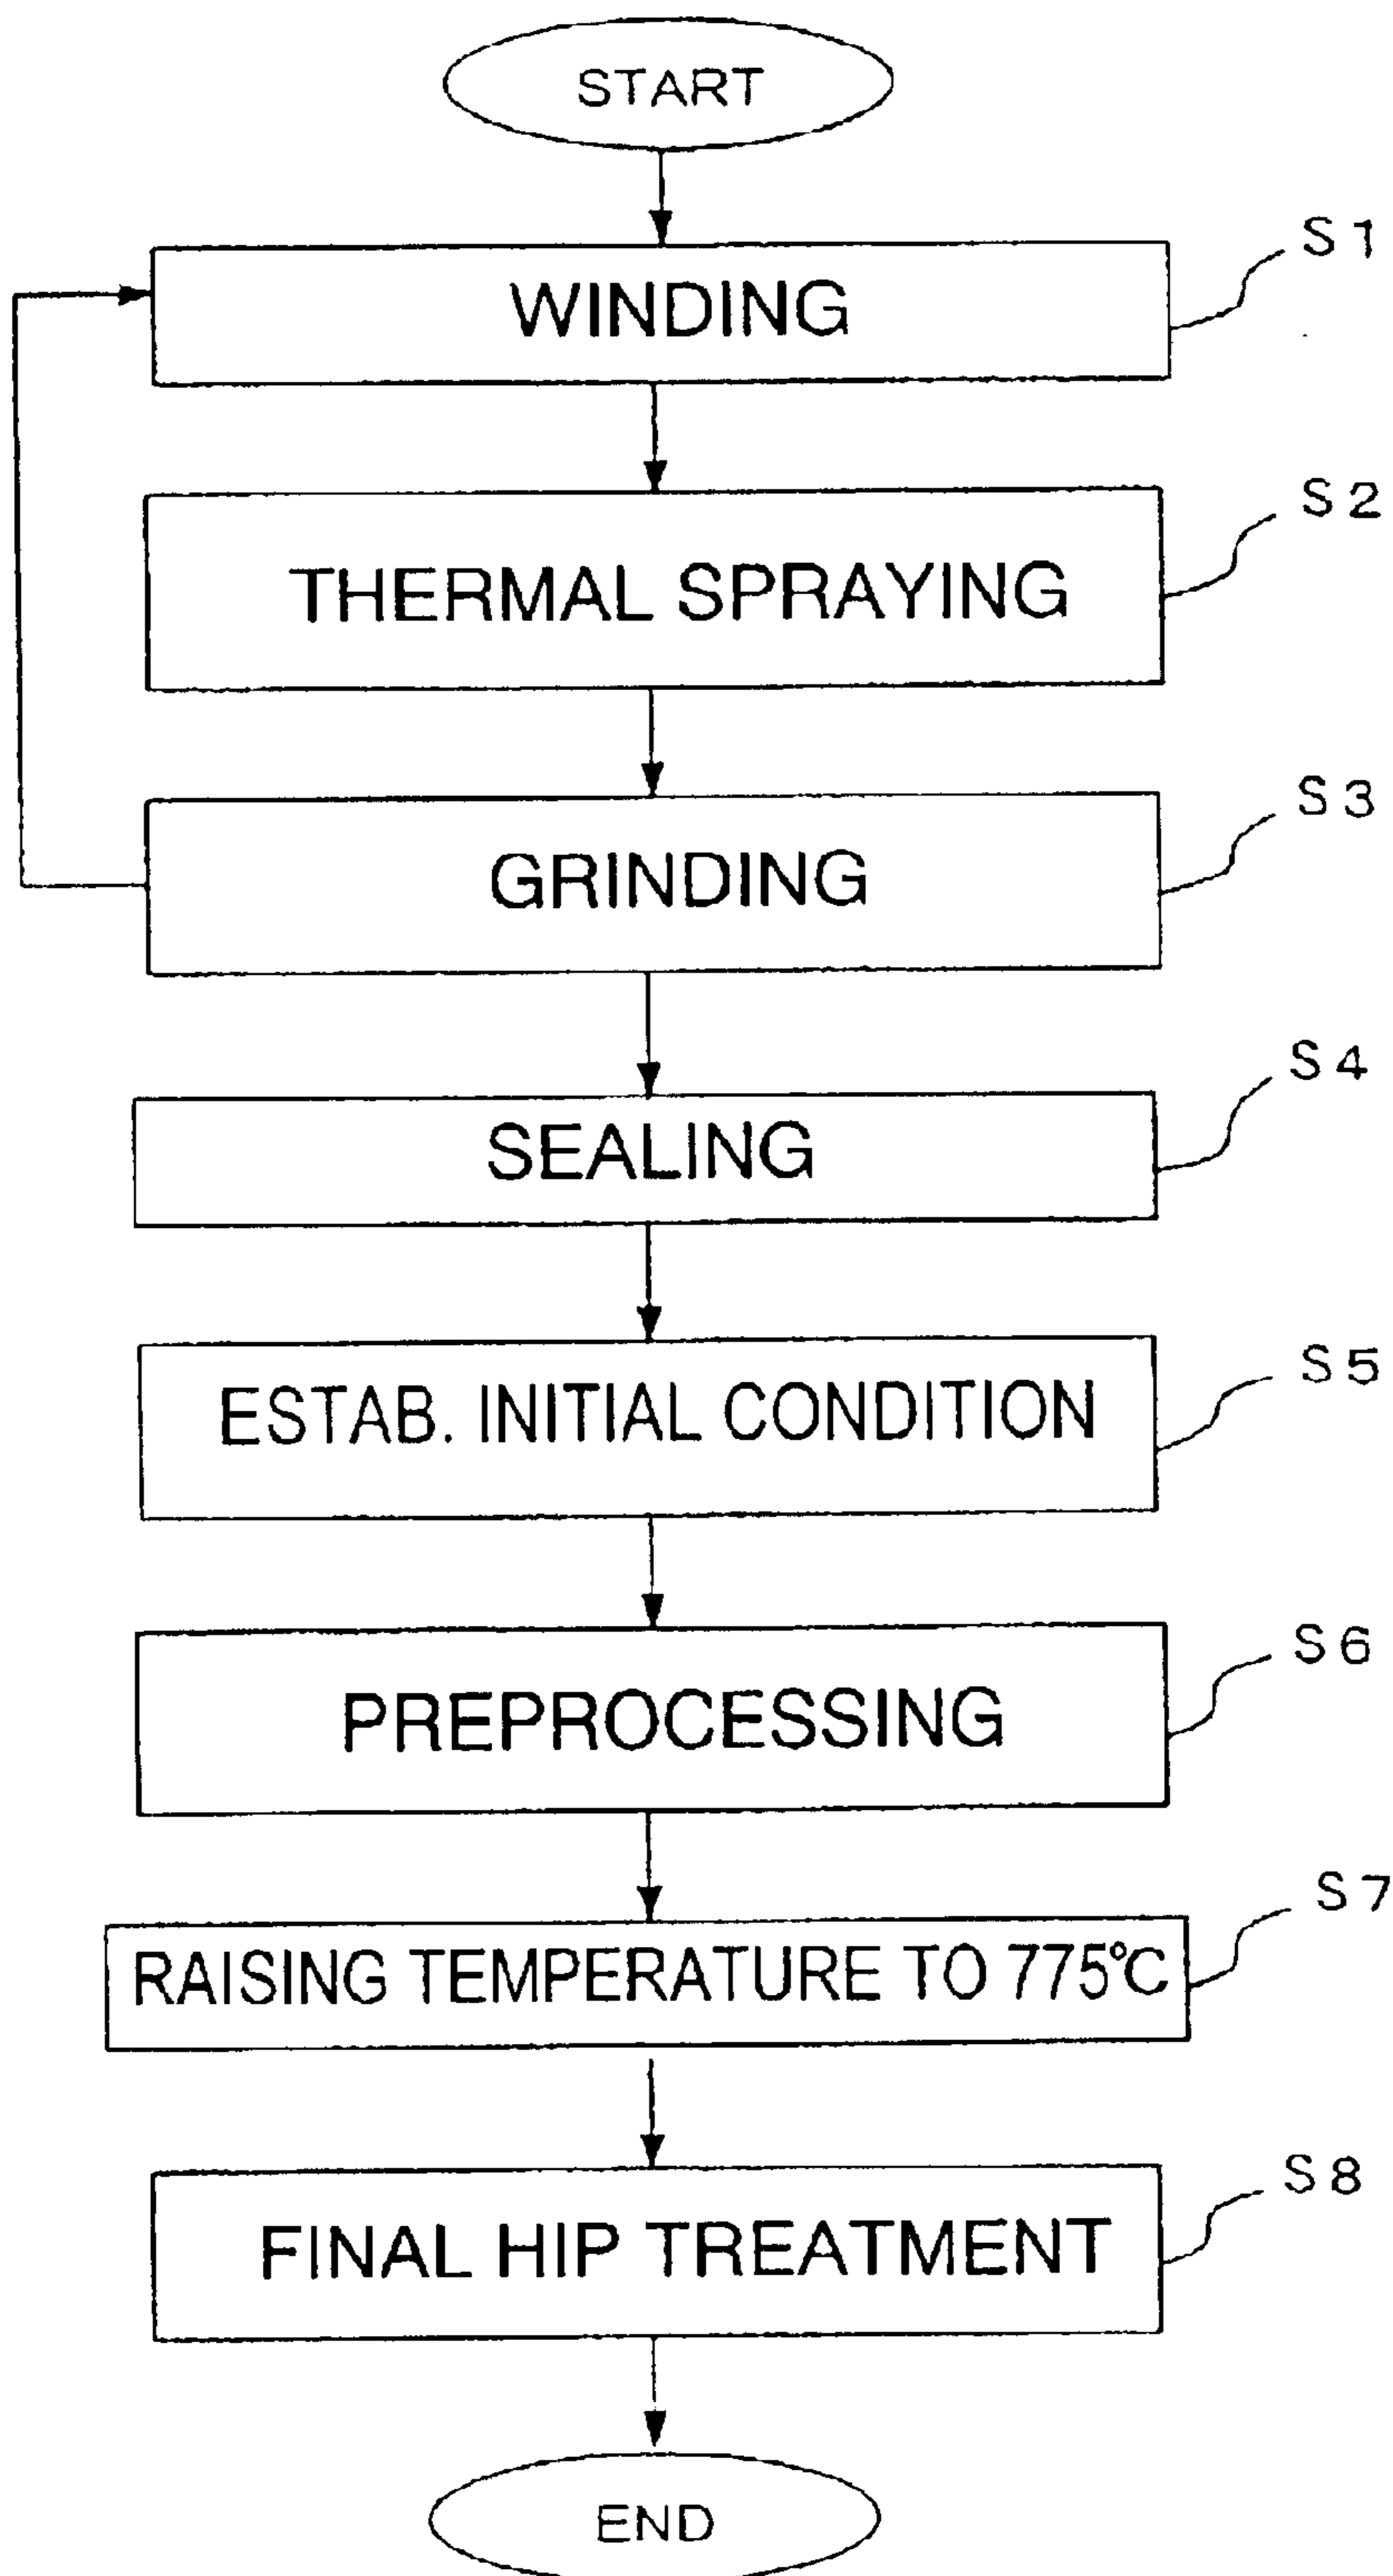 START
WINDING
S1
THERMAL SPRAYING
S2
GRINDING
S3
SEALING
S4
ESTAB. INITIAL CONDITION
S5
PREPROCESSING
S6
RAISING TEMPERATURE TO 775°C
S7
FINAL HIP TREATMENT
S8
END